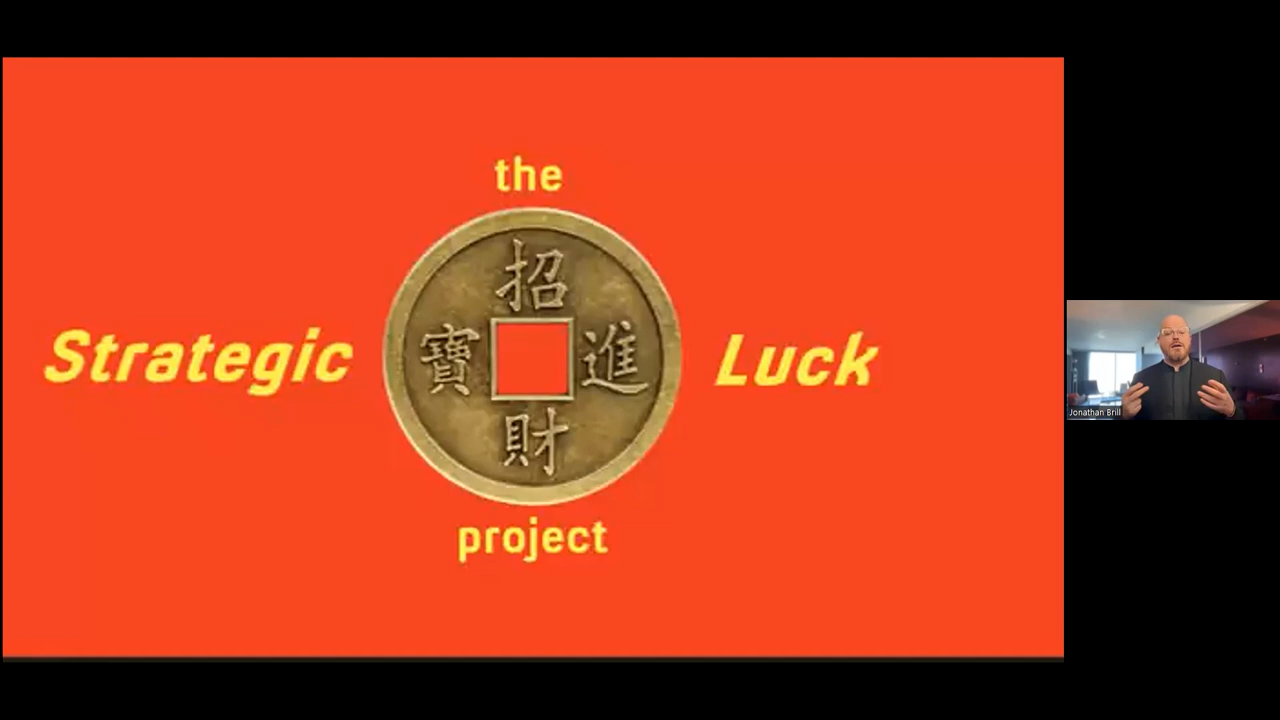 the
Strategic
招
寶
進
財
Luck
project
Jonathan Brill